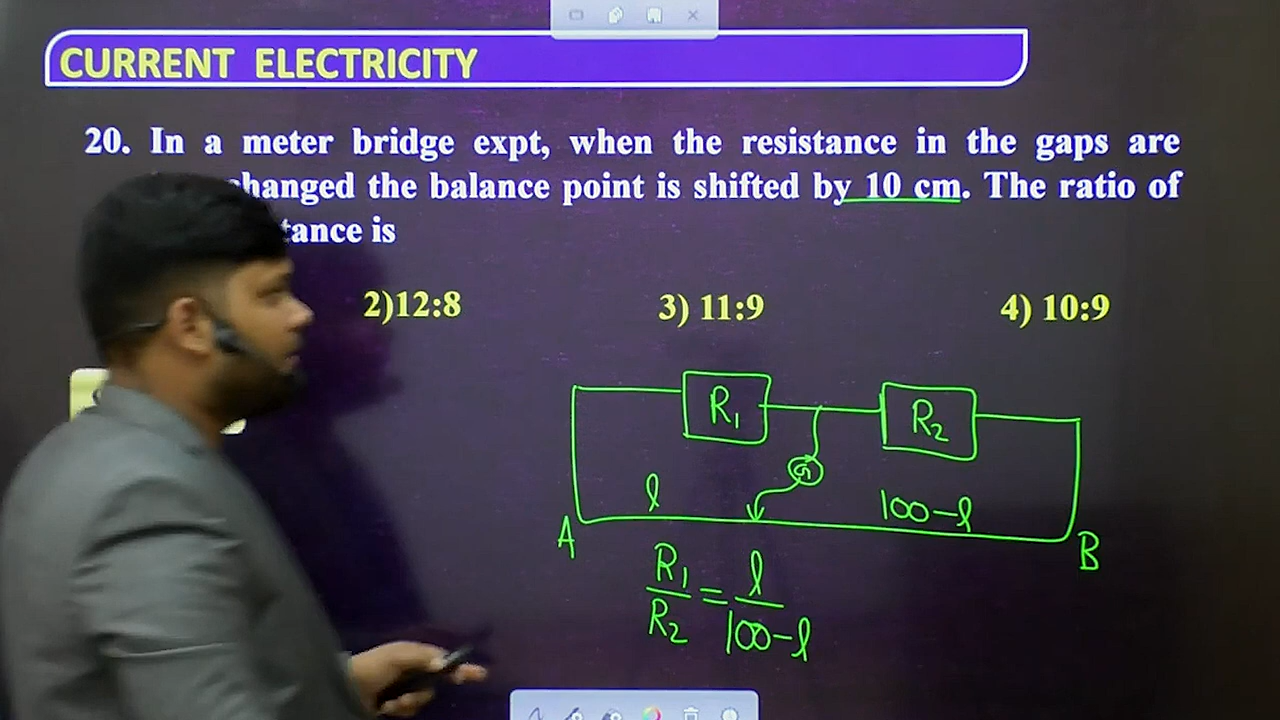 CURRENT ELECTRICITY
20. In a meter bridge expt, when the resistance in the gaps are
changed the balance point is shifted by 10 cm. The ratio of
is
2)12:8 3) 11:9 4) 10:9
R₁ R₂
G
l 100-l
A B
R₁/R₂ = l/100-l